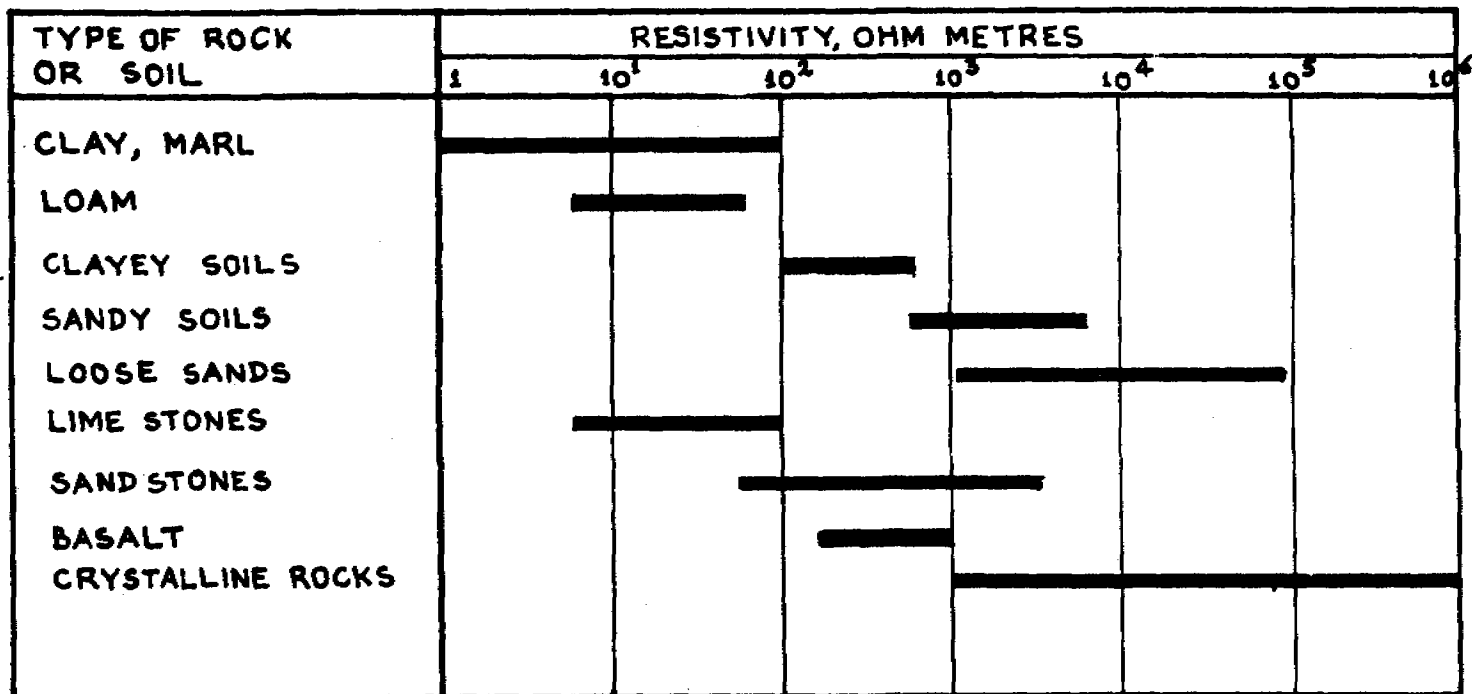 TYPE OF ROCK
OR SOIL
RESISTIVITY, OHM METRES
1 10¹ 10² 10³ 10⁴ 10⁵ 10⁶
CLAY, MARL
LOAM
CLAYEY SOILS
SANDY SOILS
LOOSE SANDS
LIME STONES
SAND STONES
BASALT
CRYSTALLINE ROCKS